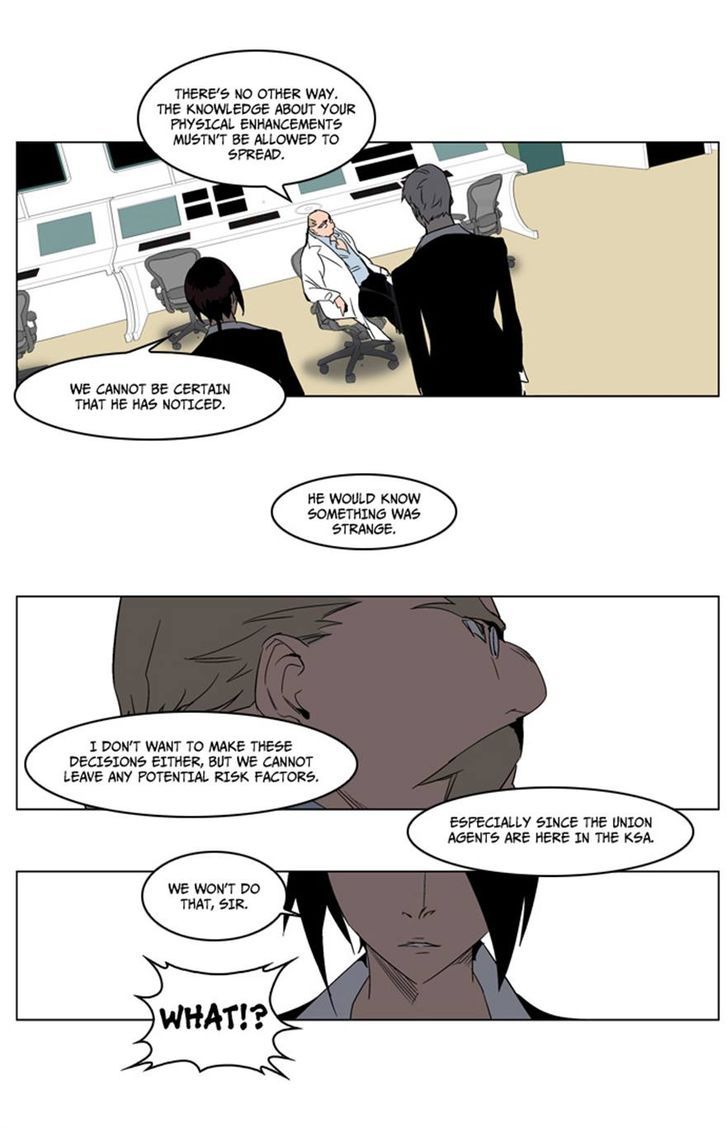 THERE'S NO OTHER WAY.
THE KNOWLEDGE ABOUT YOUR
PHYSICAL ENHANCEMENTS
MUSTN'T BE ALLOWED TO
SPREAD.
WE CANNOT BE CERTAIN
THAT HE HAS NOTICED.
HE WOULD KNOW
SOMETHING WAS
STRANGE.
I DON'T WANT TO MAKE THESE
DECISIONS EITHER, BUT WE CANNOT
LEAVE ANY POTENTIAL RISK FACTORS.
ESPECIALLY SINCE THE UNION
AGENTS ARE HERE IN THE KSA.
WE WON'T DO
THAT, SIR.
WHAT!?